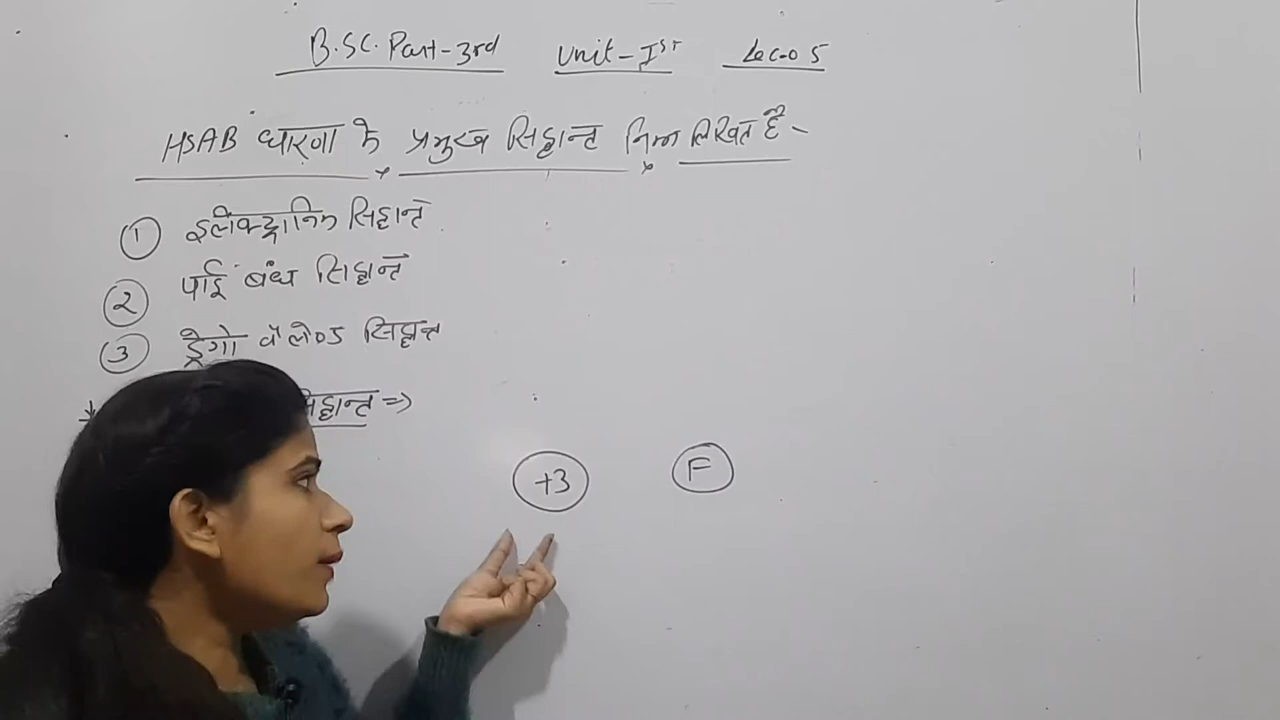 B.SC. Part-3rd Unit-Ist Lec-05
HSAB धारणा के प्रमुख सिद्धान्त निम्न लिखित हैं -
① इलेक्ट्रानिक सिद्धान्त
② पाई बंध सिद्धान्त
③ ड्रेगो वॅलेण्ड सिद्धान्त
सिद्धान्त =>
+3 F